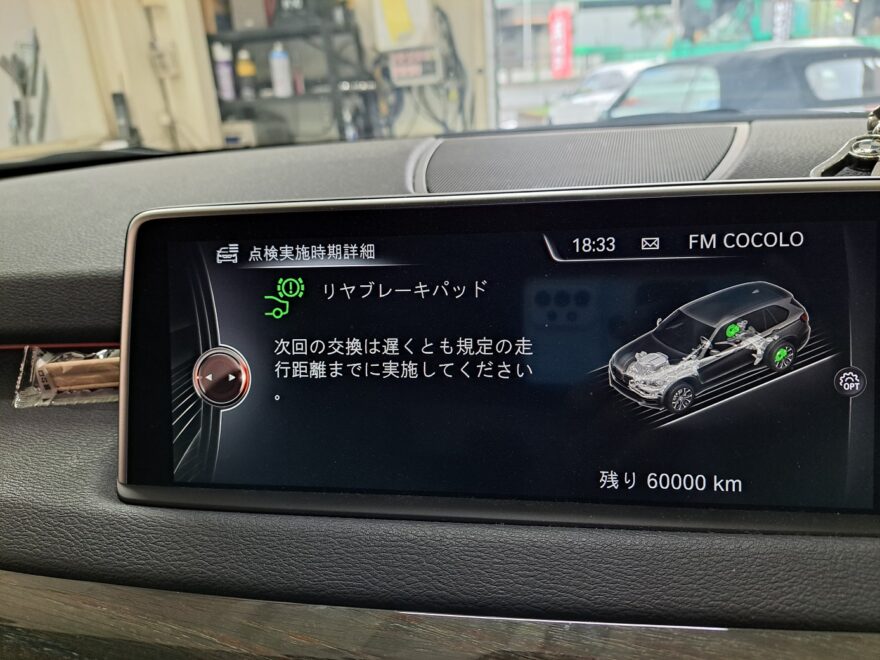 点検実施時期詳細
18:33
FM COCOLO
リヤブレーキパッド
次回の交換は遅くとも規定の走
行距離までに実施してください
。
OPT
残り 60000 km